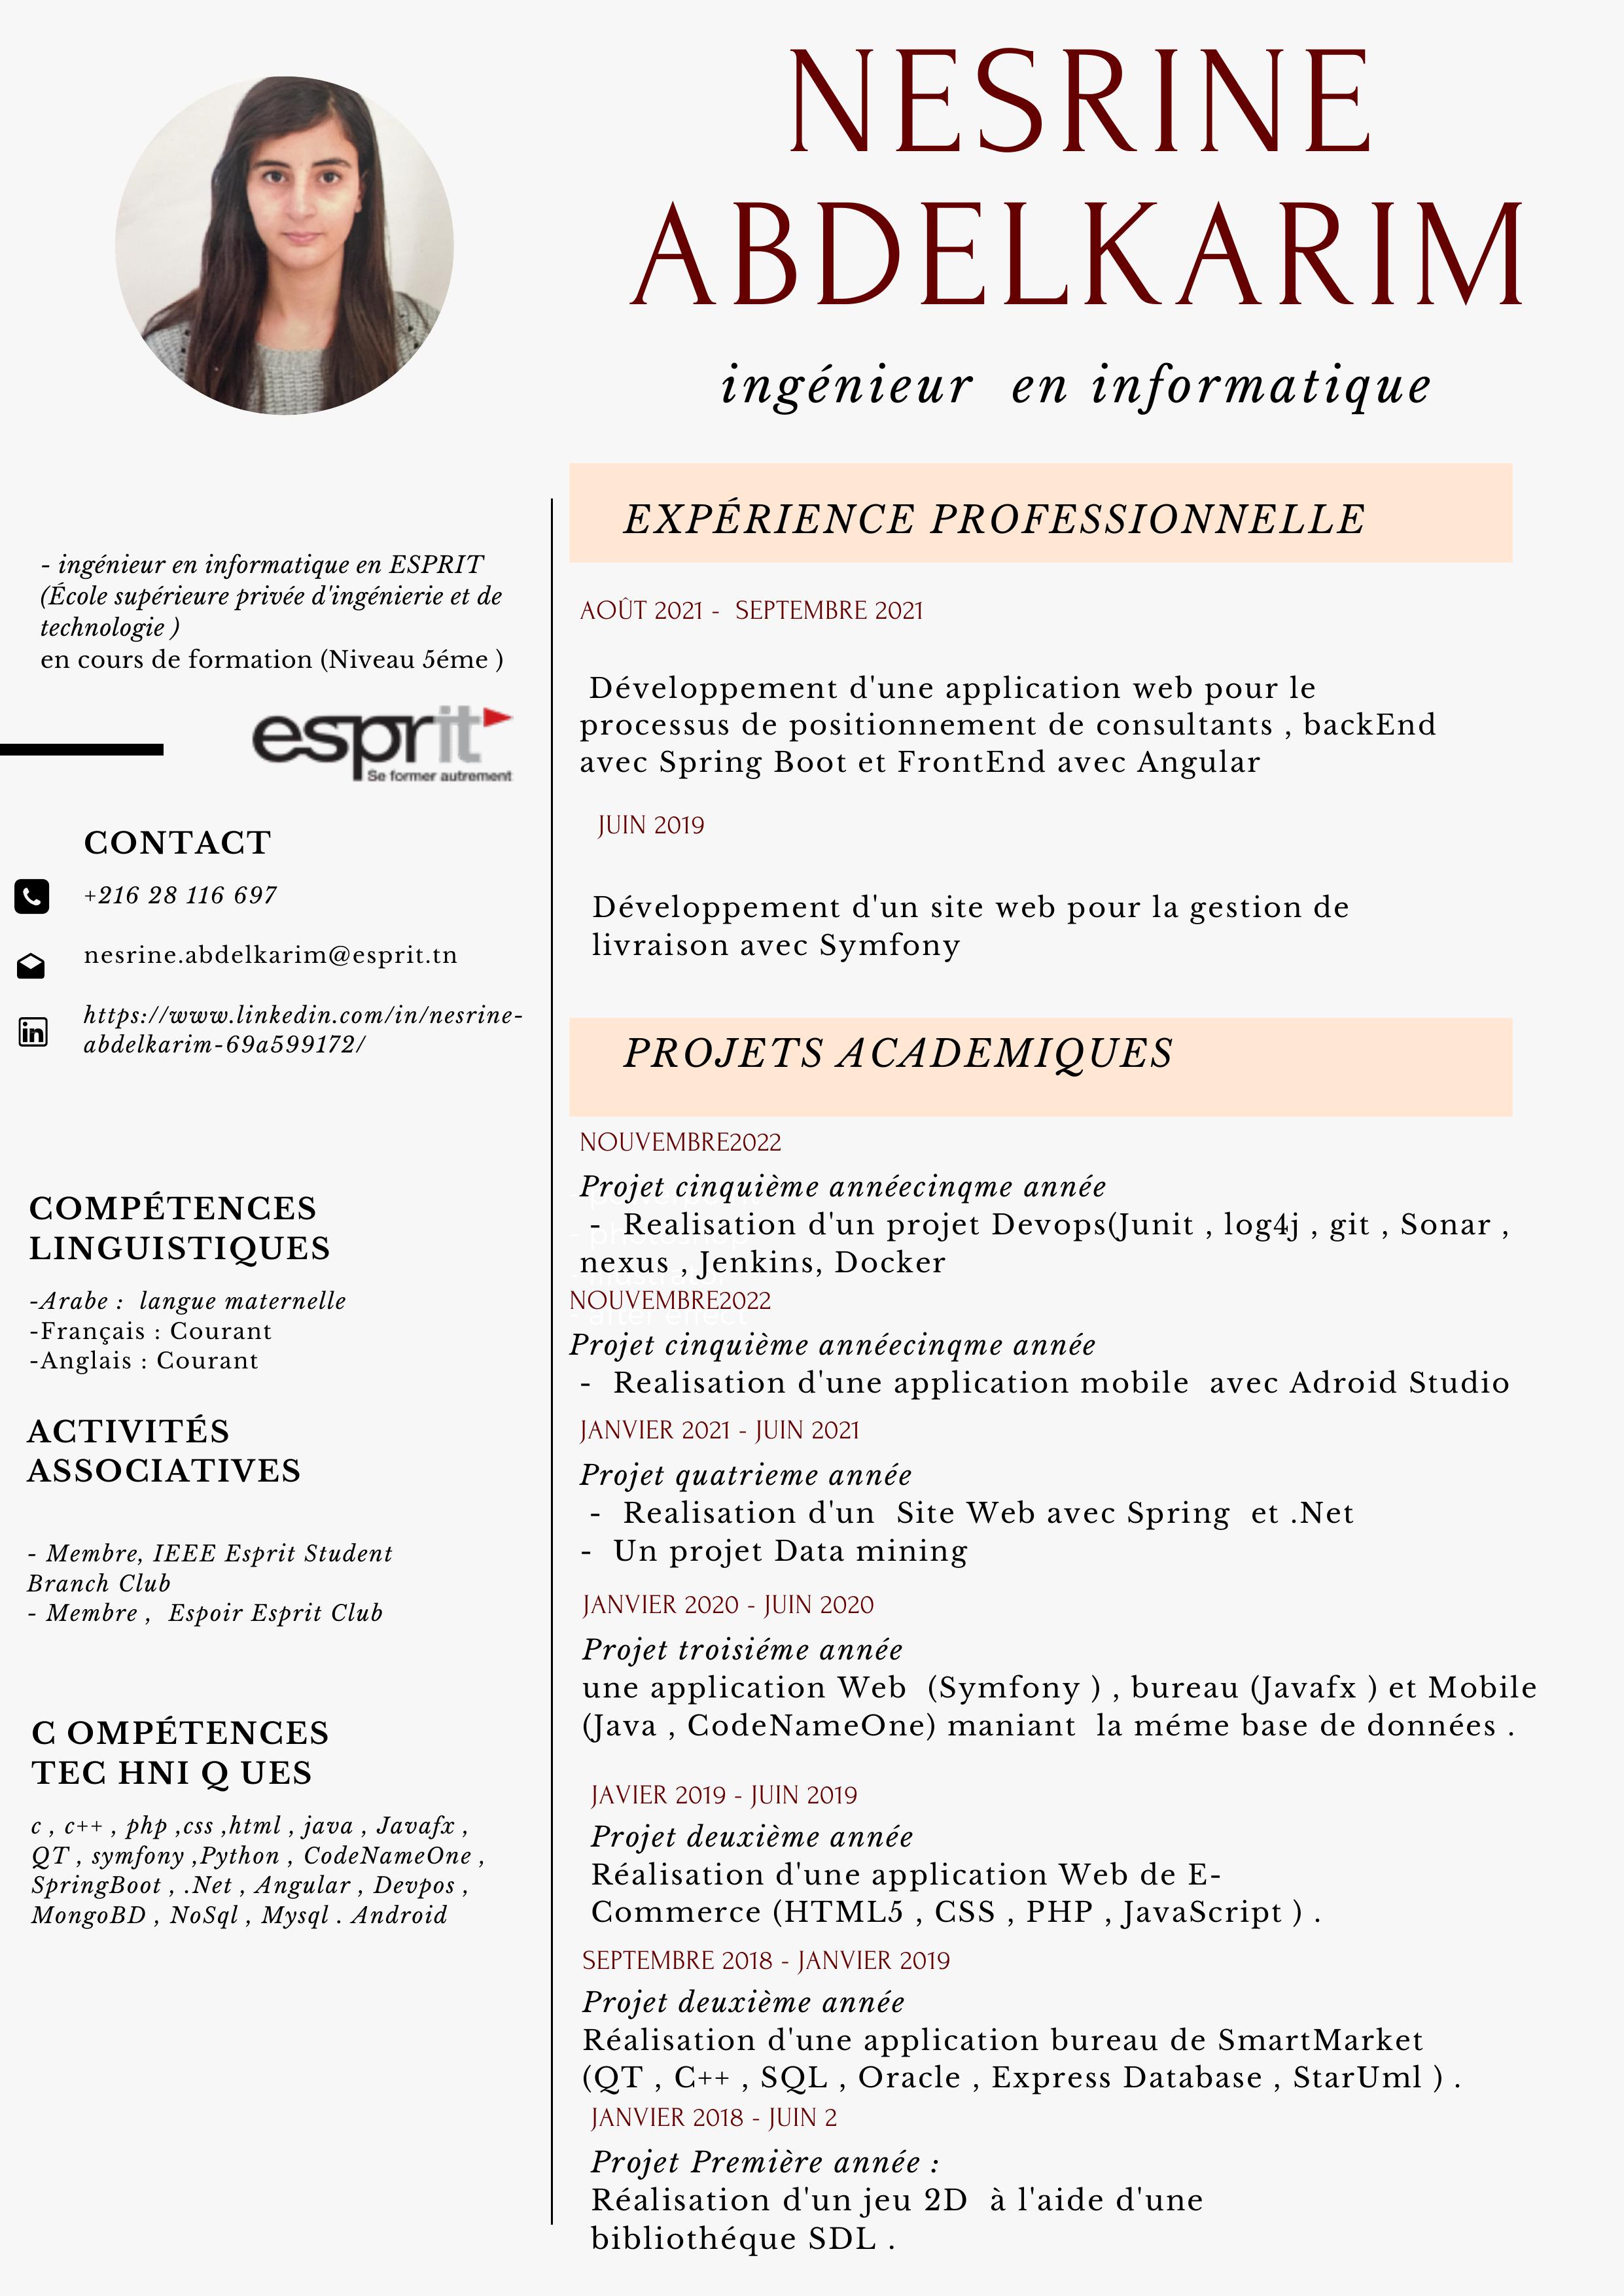 NESRINE
ABDELKARIM
ingénieur en informatique
- ingénieur en informatique en ESPRIT
(École supérieure privée d'ingénierie et de
technologie )
en cours de formation (Niveau 5éme )
esprit
Se former autrement
CONTACT
+216 28 116 697
nesrine.abdelkarim@esprit.tn
in
https://www.linkedin.com/in/nesrine-
abdelkarim-69a599172/
COMPÉTENCES
LINGUISTIQUES
-Arabe : langue maternelle
-Français : Courant
-Anglais : Courant
ACTIVITÉS
ASSOCIATIVES
- Membre, IEEE Esprit Student
Branch Club
- Membre , Espoir Esprit Club
C OMPÉTENCES
TEC HNI Q UES
c , c++ , php ,css ,html , java , Javafx ,
QT , symfony ,Python , CodeNameOne ,
SpringBoot , .Net , Angular , Devpos ,
MongoBD , NoSql , Mysql . Android
EXPÉRIENCE PROFESSIONNELLE
AOÛT 2021 - SEPTEMBRE 2021
Développement d'une application web pour le
processus de positionnement de consultants , backEnd
avec Spring Boot et FrontEnd avec Angular
JUIN 2019
Développement d'un site web pour la gestion de
livraison avec Symfony
PROJETS ACADEMIQUES
NOUVEMBRE2022
Projet cinquième annéecinqme année
- Realisation d'un projet Devops(Junit , log4j , git , Sonar ,
nexus , Jenkins, Docker
NOUVEMBRE2022
- after effect
Projet cinquième annéecinqme année
- Realisation d'une application mobile avec Adroid Studio
JANVIER 2021 - JUIN 2021
Projet quatrieme année
- Realisation d'un Site Web avec Spring et .Net
- Un projet Data mining
JANVIER 2020 - JUIN 2020
Projet troisiéme année
une application Web (Symfony ) , bureau (Javafx ) et Mobile
(Java , CodeNameOne) maniant la méme base de données .
JAVIER 2019 - JUIN 2019
Projet deuxième année
Réalisation d'une application Web de E-
Commerce (HTML5 , CSS , PHP , JavaScript ) .
SEPTEMBRE 2018 - JANVIER 2019
Projet deuxième année
Réalisation d'une application bureau de SmartMarket
(QT , C++ , SQL , Oracle , Express Database , StarUml ) .
JANVIER 2018 - JUIN 2
Projet Première année :
Réalisation d'un jeu 2D à l'aide d'une
bibliothéque SDL .